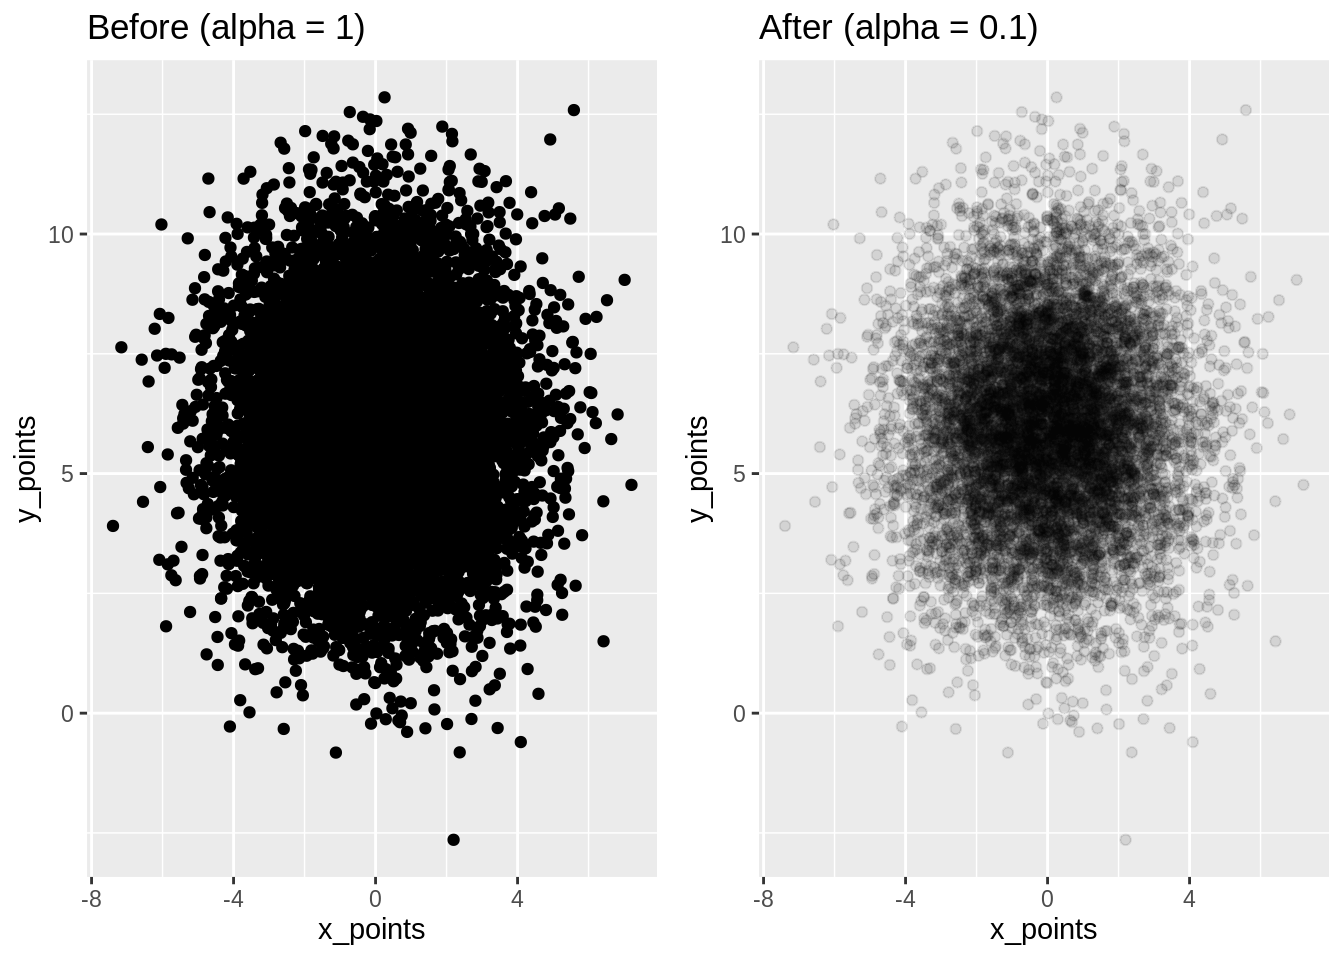 Before (alpha = 1)
y_points
10
5
0
-8
-4
0
4
x_points
After (alpha = 0.1)
y_points
10
5
0
-8
-4
0
4
x_points